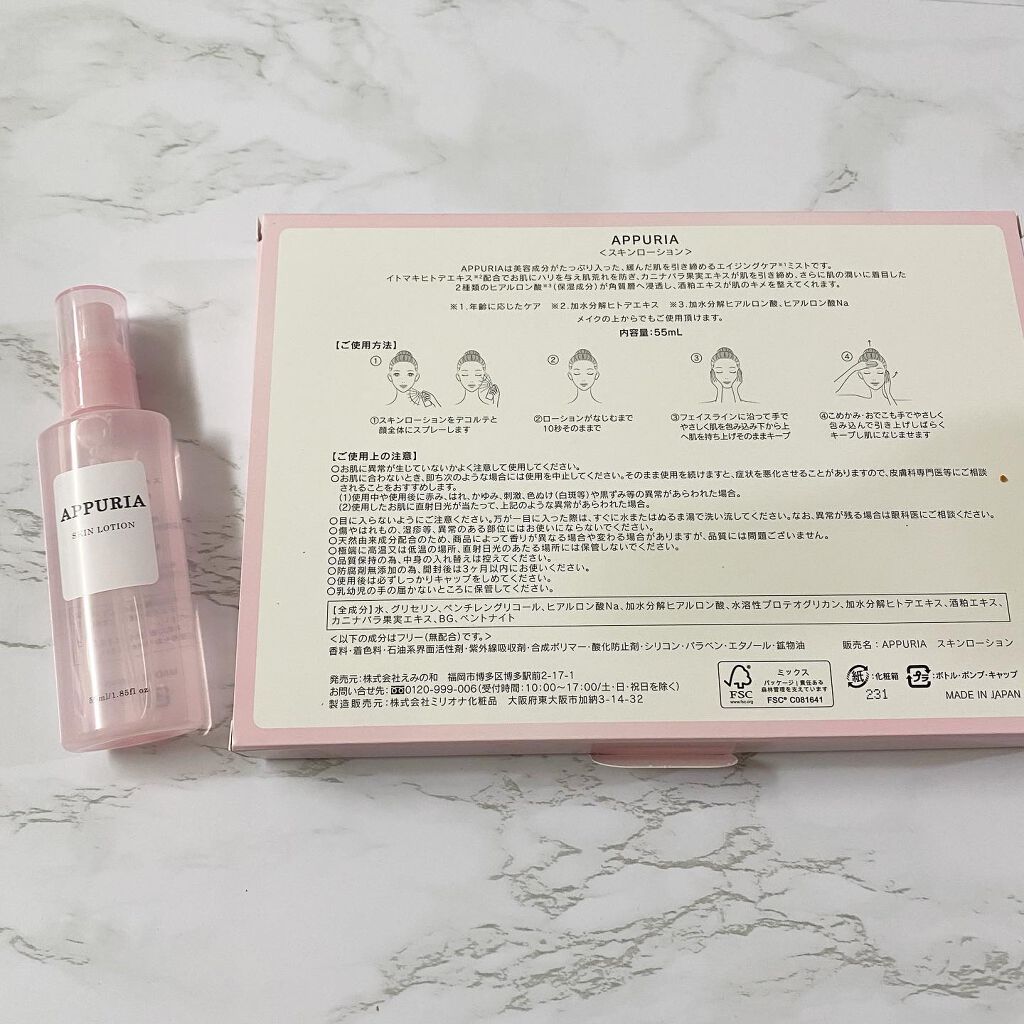 APPURIA
SKIN LOTION
55ml/1.85fl oz
APPURIA
<スキンローション>
APPURIAは美容成分がたっぷり入った、緩んだ肌を引き締めるエイジングケア※1ミストです。
イトマキヒトデエキス※2配合でお肌にハリを与え肌荒れを防ぎ、カニナバラ果実エキスが肌を引き締め、さらに肌の潤いに着目した
2種類のヒアルロン酸※3(保湿成分)が角質層へ浸透し、酒粕エキスが肌のキメを整えてくれます。
※1.年齢に応じたケア ※2.加水分解ヒトデエキス ※3.加水分解ヒアルロン酸、ヒアルロン酸Na
メイクの上からでもご使用頂けます。
内容量:55mL
【ご使用方法】
① ② ③ ④
①スキンローションをデコルテと
顔全体にスプレーします
②ローションがなじむまで
10秒そのままで
③フェイスラインに沿って手で
やさしく肌を包み込み下から上
へ肌を持ち上げそのままキープ
④こめかみ・おでこも手でやさしく
包み込んで引き上げしばらく
キープし肌になじませます
【ご使用上の注意】
○お肌に異常が生じていないかよく注意して使用してください。
○お肌に合わないとき、即ち次のような場合には使用を中止してください。そのまま使用を続けますと、症状を悪化させることがありますので、皮膚科専門医等にご相談
されることをおすすめします。
(1)使用中や使用後に赤み、はれ、かゆみ、刺激、色ぬけ(白斑等)や黒ずみ等の異常があらわれた場合。
(2)使用したお肌に直射日光が当たって、上記のような異常があらわれた場合。
○目に入らないようにご注意ください。万が一目に入った際は、すぐに水またはぬるま湯で洗い流してください。なお、異常が残る場合は眼科医にご相談ください。
○傷やはれもの、湿疹等、異常のある部位にはお使いにならないでください。
○天然由来成分配合のため、商品によって香りが異なる場合や変わる場合がありますが、品質には問題ございません。
○極端に高温又は低温の場所、直射日光のあたる場所には保管しないでください。
○品質保持の為、中身の入れ替えは控えてください。
○防腐剤無添加の為、開封後は3ヶ月以内にお使いください。
○使用後は必ずしっかりキャップをしめてください。
○乳幼児の手の届かないところに保管してください。
【全成分】水、グリセリン、ペンチレングリコール、ヒアルロン酸Na、加水分解ヒアルロン酸、水溶性プロテオグリカン、加水分解ヒトデエキス、酒粕エキス、
カニナバラ果実エキス、BG、ベントナイト
<以下の成分はフリー(無配合)です。>
香料・着色料・石油系界面活性剤・紫外線吸収剤・合成ポリマー・酸化防止剤・シリコン・パラベン・エタノール・鉱物油
販売名:APPURIA スキンローション
発売元:株式会社えみの和 福岡市博多区博多駅前2-17-1
お問い合せ先:0120-999-006(受付時間:10:00〜17:00/土・日・祝日を除く)
製造販売元:株式会社ミリオナ化粧品 大阪府東大阪市加納3-14-32
FSC
www.fsc.org
ミックス
パッケージ|責任ある
森林管理を支えています
FSC® C081641
紙:化粧箱
プラ:ボトル・ポンプ・キャップ
231
MADE IN JAPAN